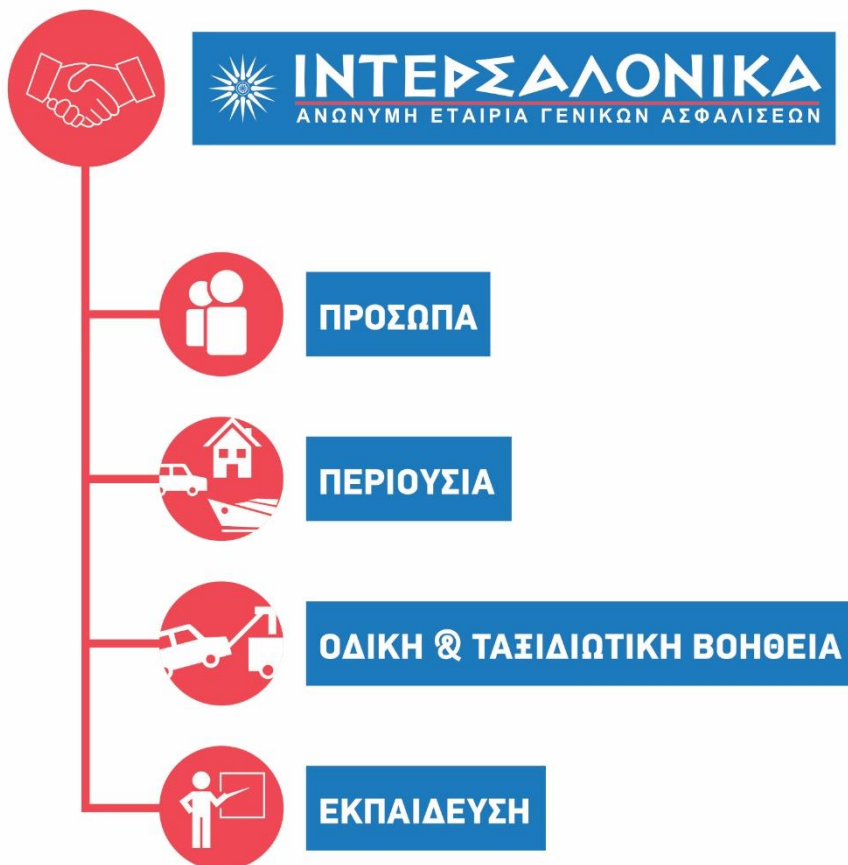 ΙΝΤΕΡΣΑΛΟΝΙΚΑ
ΑΝΩΝΥΜΗ ΕΤΑΙΡΙΑ ΓΕΝΙΚΩΝ ΑΣΦΑΛΙΣΕΩΝ
ΠΡΟΣΩΠΑ
ΠΕΡΙΟΥΣΙΑ
ΟΔΙΚΗ & ΤΑΞΙΔΙΩΤΙΚΗ ΒΟΗΘΕΙΑ
ΕΚΠΑΙΔΕΥΣΗ